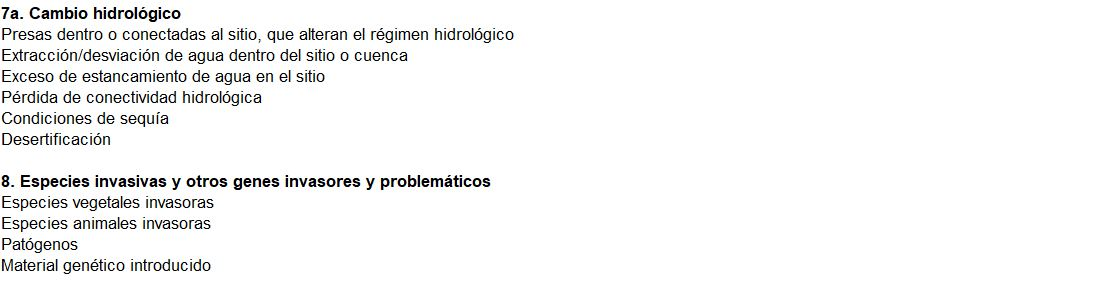 7a. Cambio hidrológico
Presas dentro o conectadas al sitio, que alteran el régimen hidrológico
Extracción/desviación de agua dentro del sitio o cuenca
Exceso de estancamiento de agua en el sitio
Pérdida de conectividad hidrológica
Condiciones de sequía
Desertificación
8. Especies invasivas y otros genes invasores y problemáticos
Especies vegetales invasoras
Especies animales invasoras
Patógenos
Material genético introducido